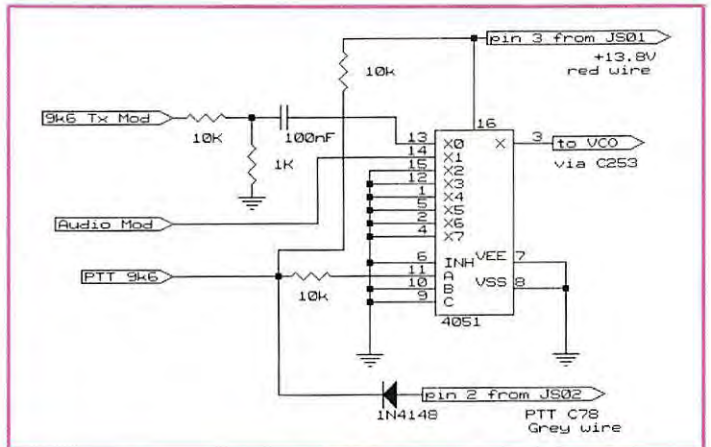 pin 3 from JS01
+13.8V
red wire
10k
9k6 Tx Mod
10K
100nF
1K
16
13 X0
14 X1
15 X2
12 X3
1 X4
5 X5
2 X6
4 X7
X 3
to VCO
via C253
Audio Mod
6 INH
VEE 7
PTT 9k6
10k
11 A
VSS 8
10 B
9 C
4051
1N4148
pin 2 from JS02
PTT C78
Grey wire